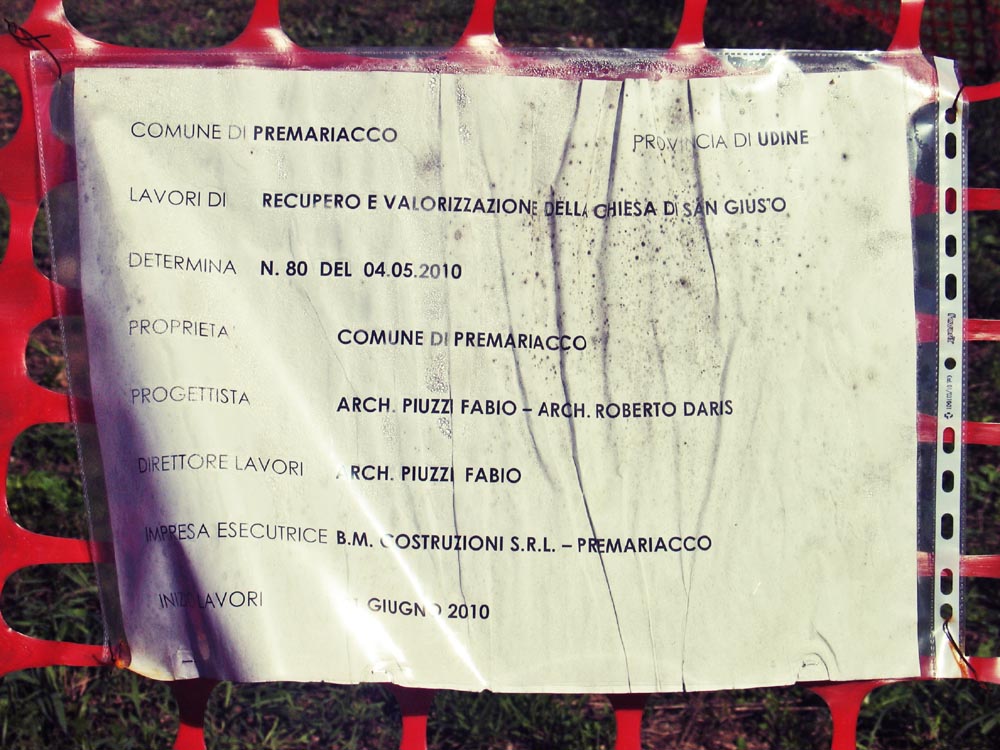 COMUNE DI PREMARIACCO PROVINCIA DI UDINE
LAVORI DI RECUPERO E VALORIZZAZIONE DELLA CHIESA DI SAN GIUSTO
DETERMINA N. 80 DEL 04.05.2010
PROPRIETA' COMUNE DI PREMARIACCO
PROGETTISTA ARCH. PIUZZI FABIO – ARCH. ROBERTO DARIS
DIRETTORE LAVORI ARCH. PIUZZI FABIO
IMPRESA ESECUTRICE B.M. COSTRUZIONI S.R.L. – PREMARIACCO
INIZIO LAVORI GIUGNO 2010